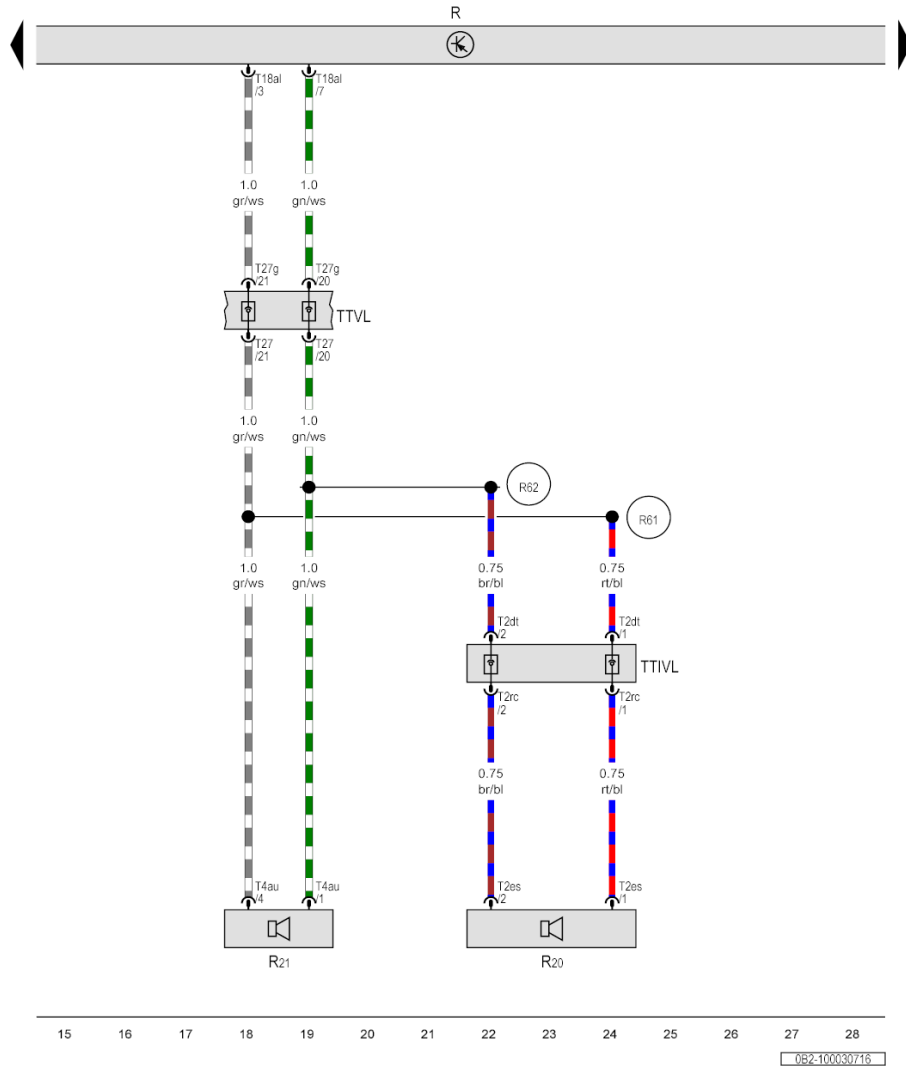 R
T18al T18al
/3 /7
1.0 1.0
gr/ws gn/ws
T27g T27g
/21 /20
TTVL
T27 T27
/21 /20
1.0 1.0
gr/ws gn/ws
R62
R61
1.0 1.0 0.75 0.75
gr/ws gn/ws br/bl rt/bl
T2dt T2dt
/2 /1
TTIVL
T2rc T2rc
/2 /1
0.75 0.75
br/bl rt/bl
T4au T4au T2es T2es
/4 /1 /2 /1
R21 R20
15 16 17 18 19 20 21 22 23 24 25 26 27 28
0B2-100030716